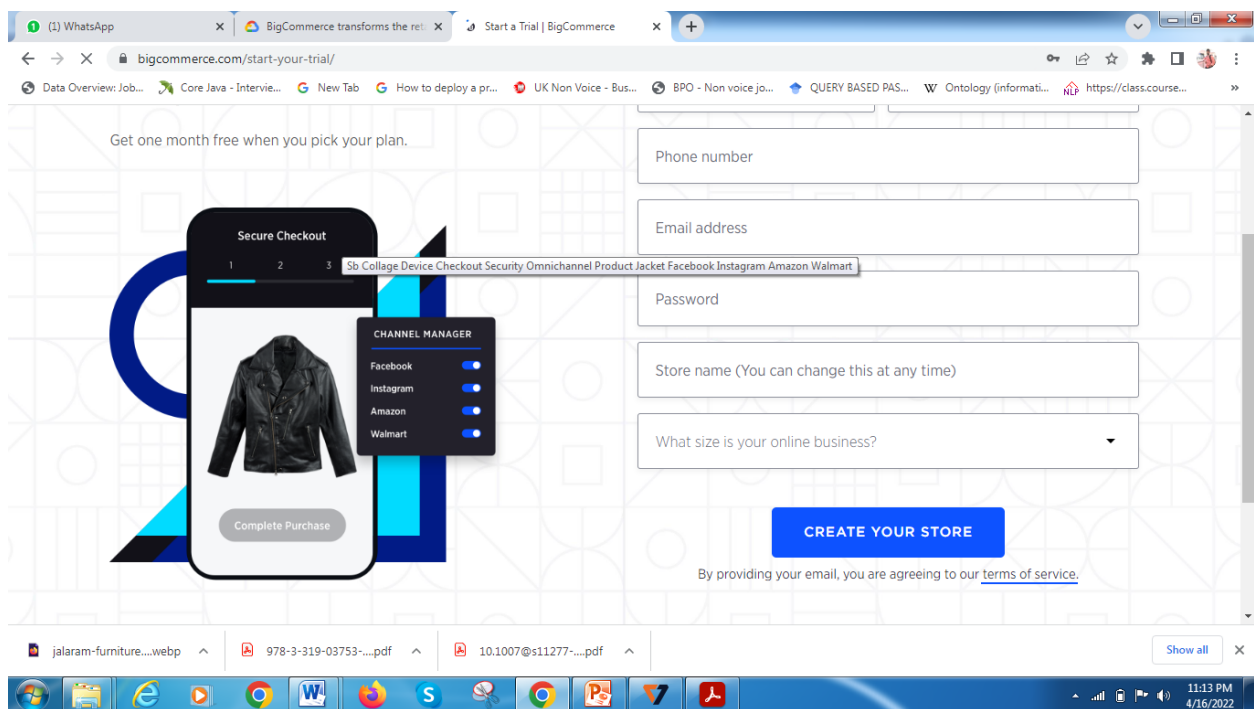 (1) WhatsApp
BigCommerce transforms the ret
Start a Trial | BigCommerce
bigcommerce.com/start-your-trial/
Data Overview: Job...
Core Java - Intervie...
New Tab
How to deploy a pr...
UK Non Voice - Bus...
BPO - Non voice jo...
QUERY BASED PAS...
Ontology (informati...
NLP
https://class.course...
Get one month free when you pick your plan.
Secure Checkout
1 2 3
Sb Collage Device Checkout Security Omnichannel Product Jacket Facebook Instagram Amazon Walmart
CHANNEL MANAGER
Facebook
Instagram
Amazon
Walmart
Complete Purchase
Phone number
Email address
Password
Store name (You can change this at any time)
What size is your online business?
CREATE YOUR STORE
By providing your email, you are agreeing to our terms of service.
jalaram-furniture....webp
978-3-319-03753-....pdf
10.1007@s11277-....pdf
Show all
11:13 PM
4/16/2022